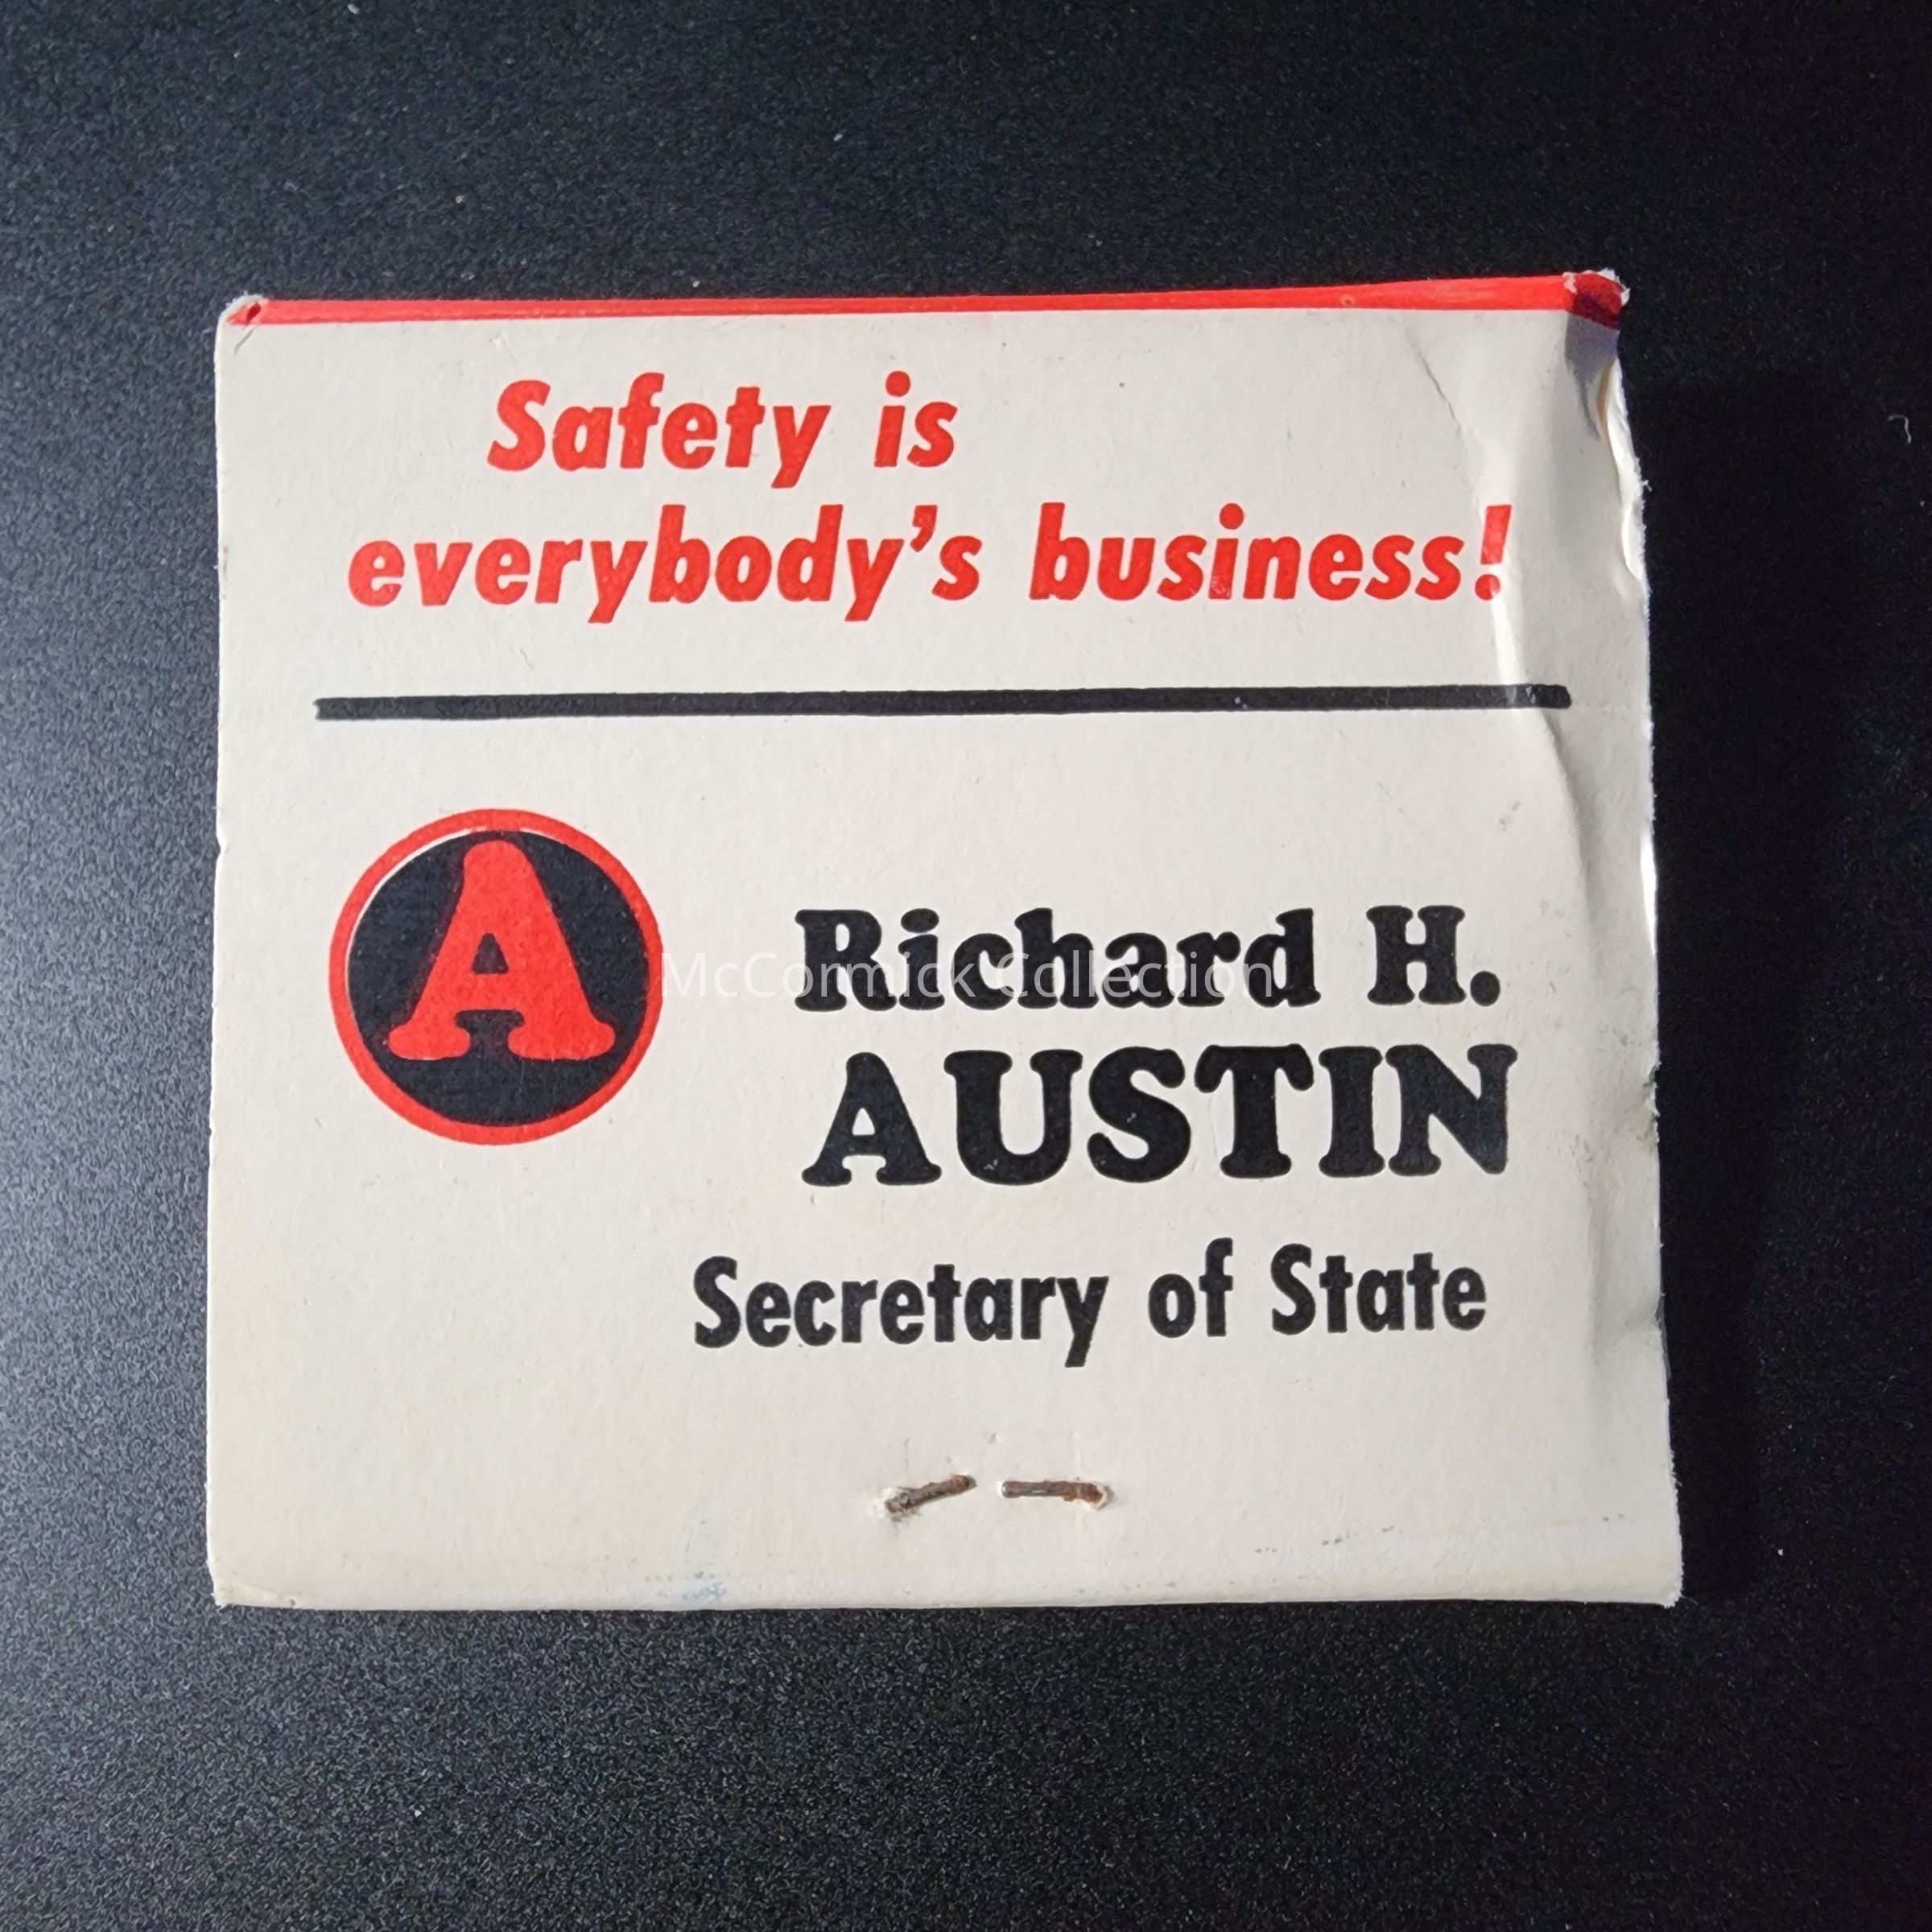 Safety is
everybody's business!
A
Richard H.
McCormick Collection
AUSTIN
Secretary of State